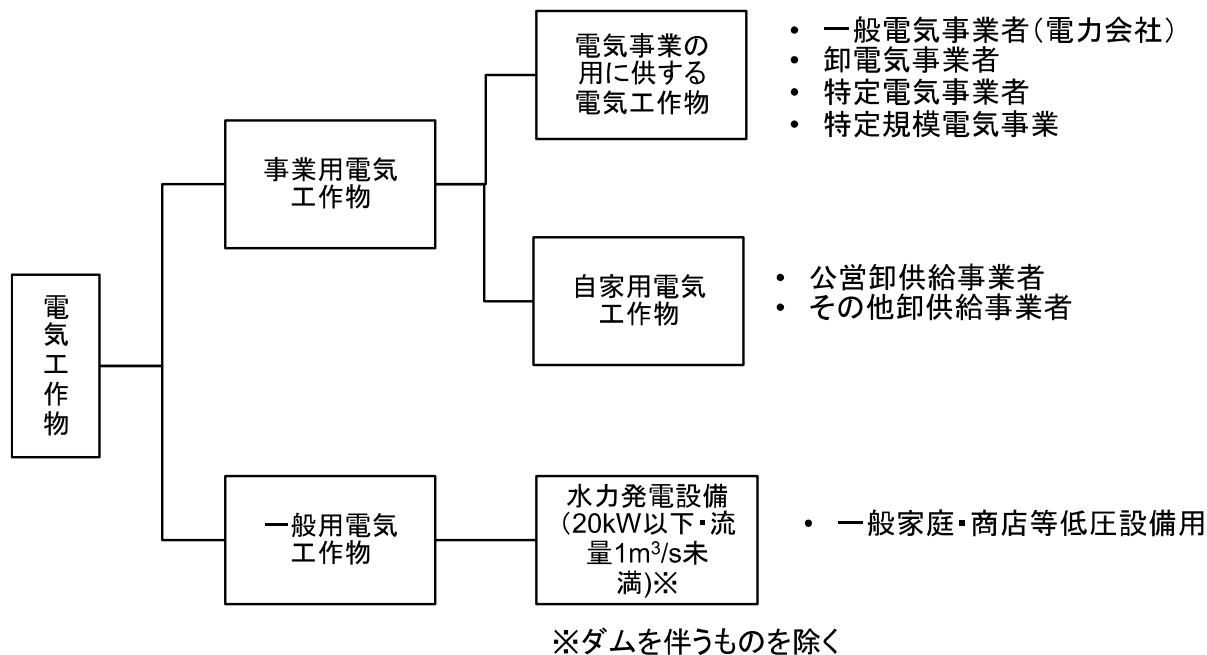 電気工作物
事業用電気
工作物
電気事業の
用に供する
電気工作物
• 一般電気事業者(電力会社)
• 卸電気事業者
• 特定電気事業者
• 特定規模電気事業
自家用電気
工作物
• 公営卸供給事業者
• その他卸供給事業者
一般用電気
工作物
水力発電設備
(20kW以下・流
量1m³/s未
満)※
• 一般家庭・商店等低圧設備用
※ダムを伴うものを除く